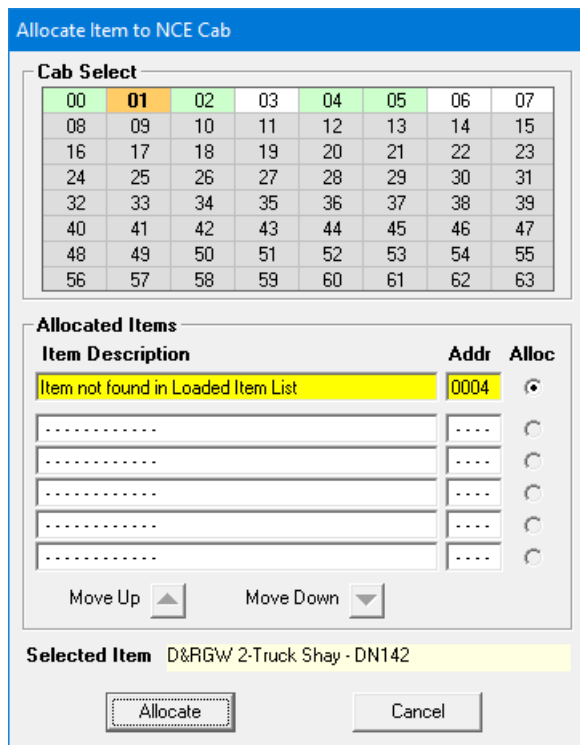 Allocate Item to NCE Cab
Cab Select
00 01 02 03 04 05 06 07
08 09 10 11 12 13 14 15
16 17 18 19 20 21 22 23
24 25 26 27 28 29 30 31
32 33 34 35 36 37 38 39
40 41 42 43 44 45 46 47
48 49 50 51 52 53 54 55
56 57 58 59 60 61 62 63
Allocated Items
Item Description Addr Alloc
Item not found in Loaded Item List 0004
- - - - - - - - - - - - - - - -
- - - - - - - - - - - - - - - -
- - - - - - - - - - - - - - - -
- - - - - - - - - - - - - - - -
- - - - - - - - - - - - - - - -
Move Up Move Down
Selected Item D&RGW 2-Truck Shay - DN142
Allocate Cancel